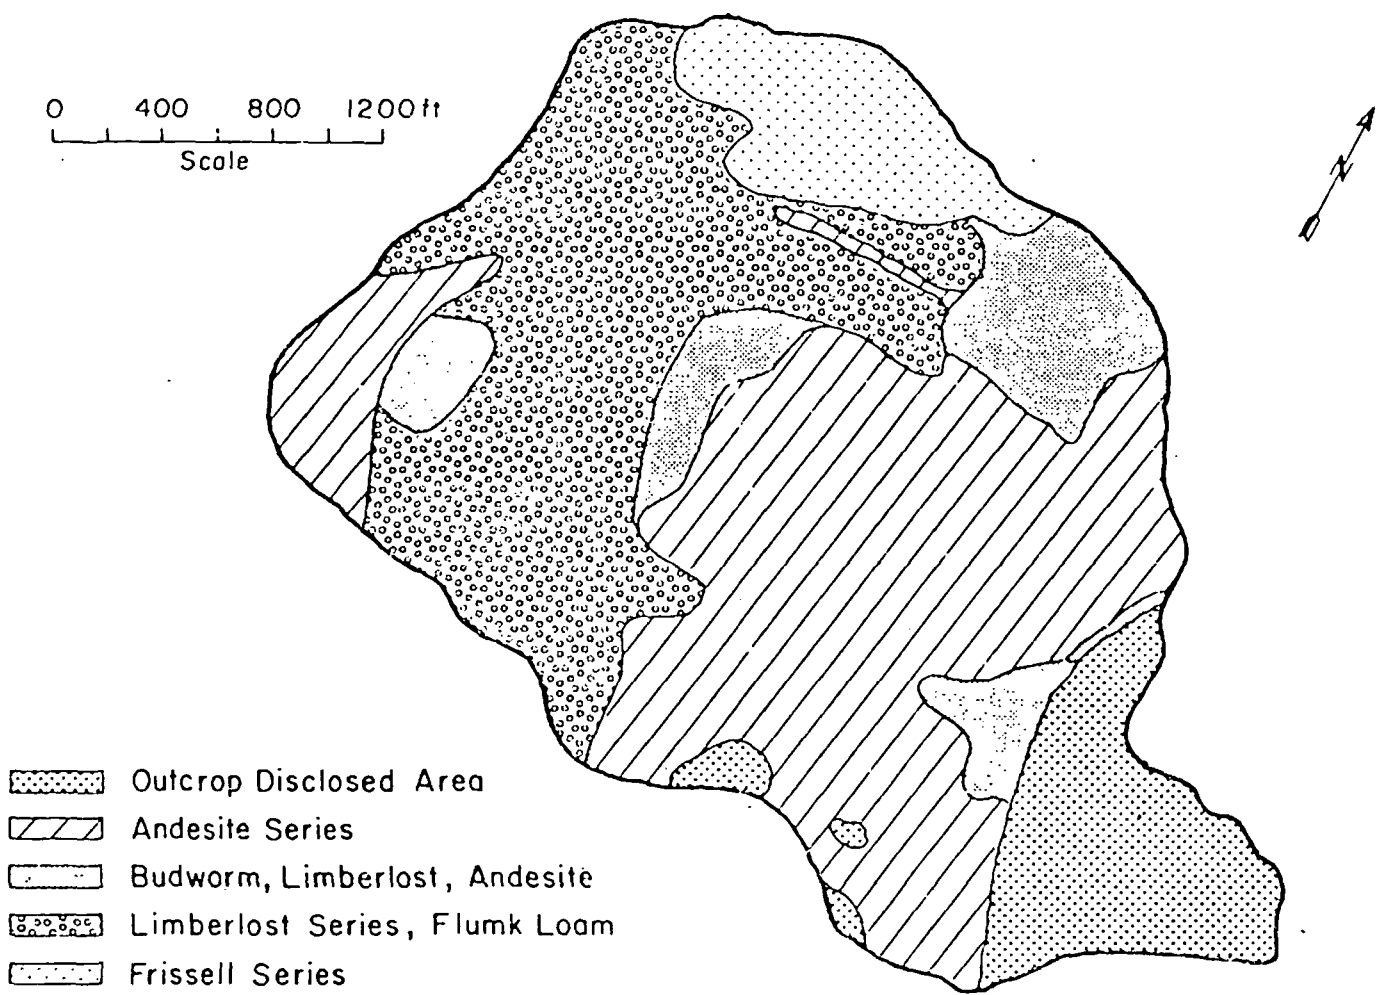 0 400 800 1200ft
Scale
N
Outcrop Disclosed Area
Andesite Series
Budworm, Limberlost, Andesite
Limberlost Series, Flumk Loam
Frissell Series